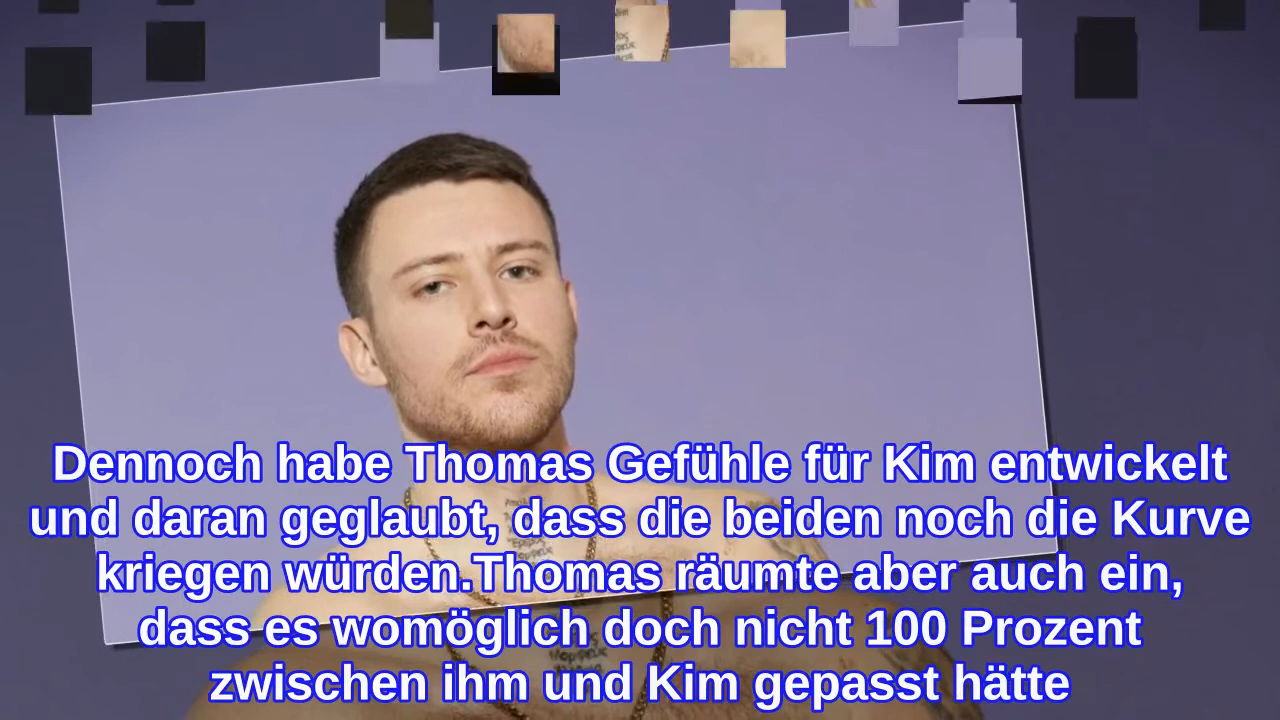 Dennoch habe Thomas Gefühle für Kim entwickelt
und daran geglaubt, dass die beiden noch die Kurve
kriegen würden.Thomas räumte aber auch ein,
dass es womöglich doch nicht 100 Prozent
zwischen ihm und Kim gepasst hätte